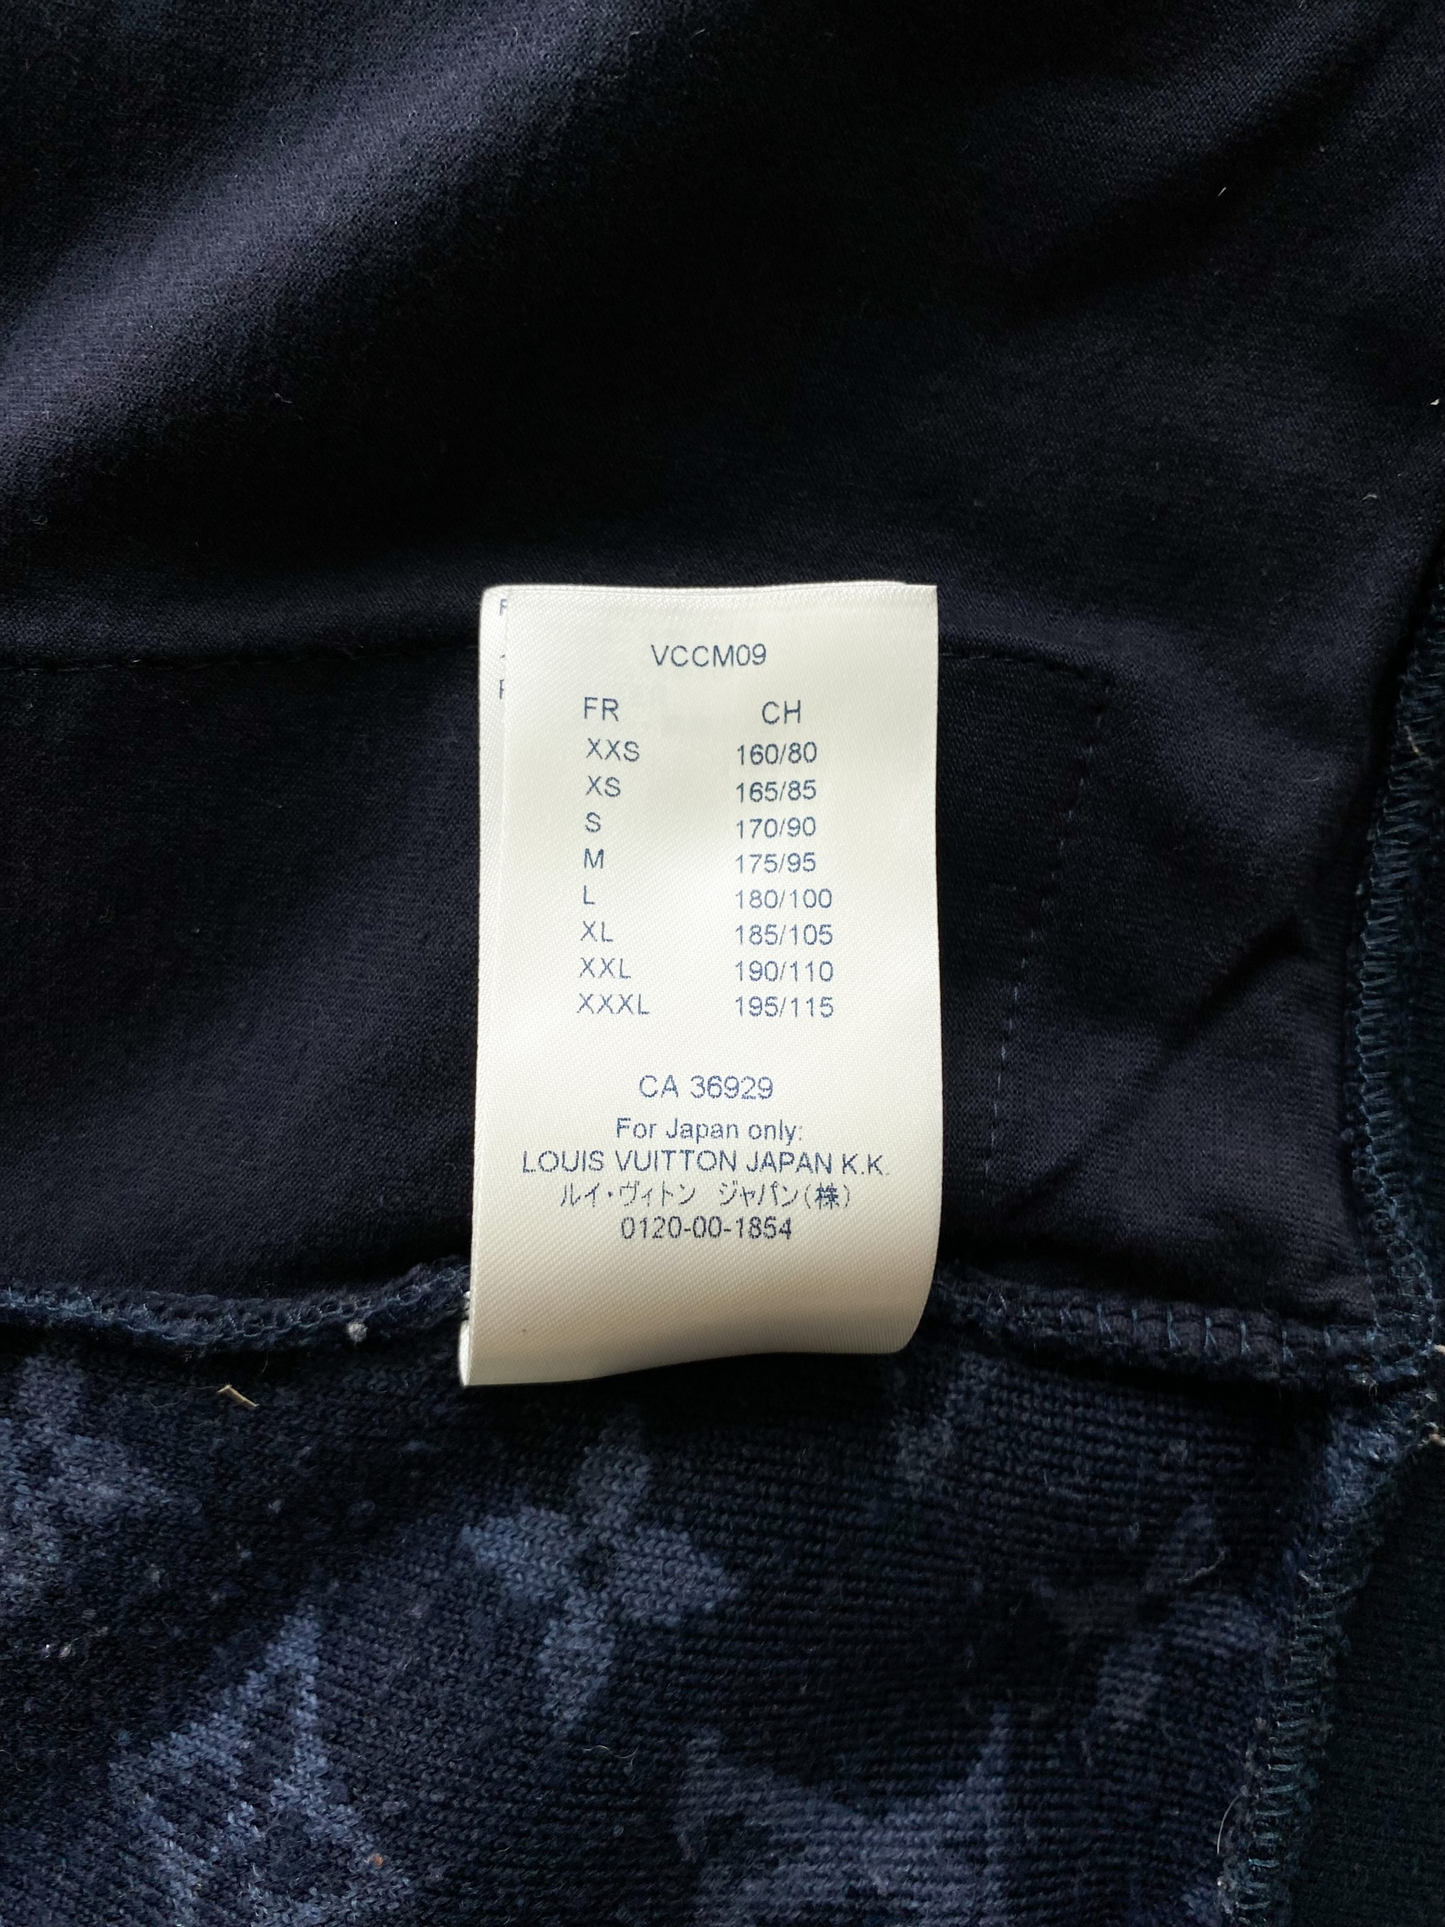 VCCM09
FR CH
XXS 160/80
XS 165/85
S 170/90
M 175/95
L 180/100
XL 185/105
XXL 190/110
XXXL 195/115
CA 36929
For Japan only:
LOUIS VUITTON JAPAN K.K.
ルイ・ヴィトン ジャパン(株)
0120-00-1854